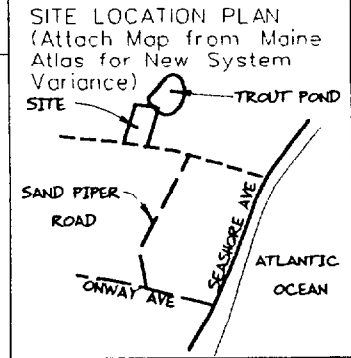 SITE LOCATION PLAN
(Attach Map from Maine
Atlas for New System
Variance)
SITE
TROUT POND
SAND PIPER
ROAD
SEASHORE AVE
ATLANTIC
OCEAN
ONWAY AVE